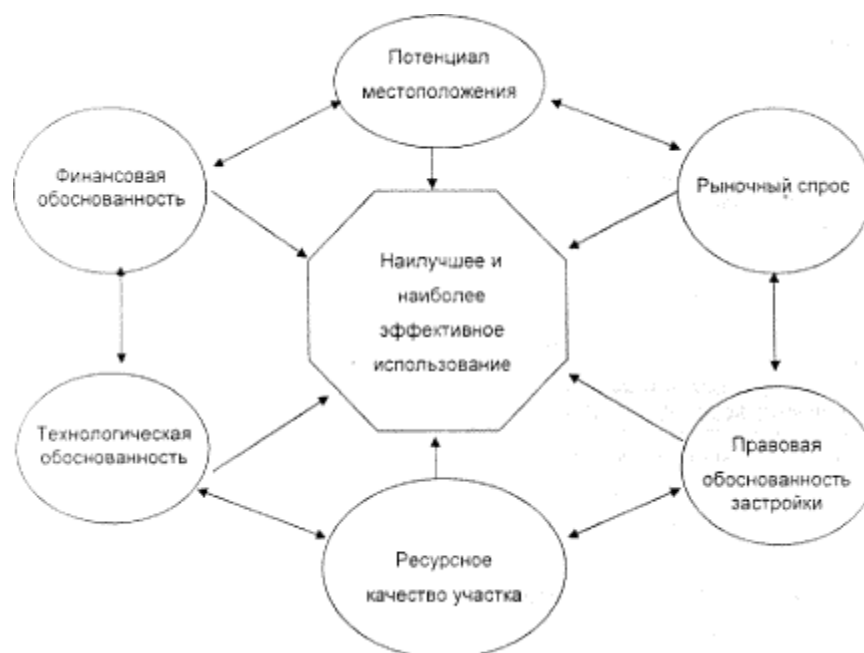 Потенциал
местоположения
Финансовая
обоснованность
Рыночный спрос
Наилучшее и
наиболее
эффективное
использование
Технологическая
обоснованность
Правовая
обоснованность
застройки
Ресурсное
качество участка